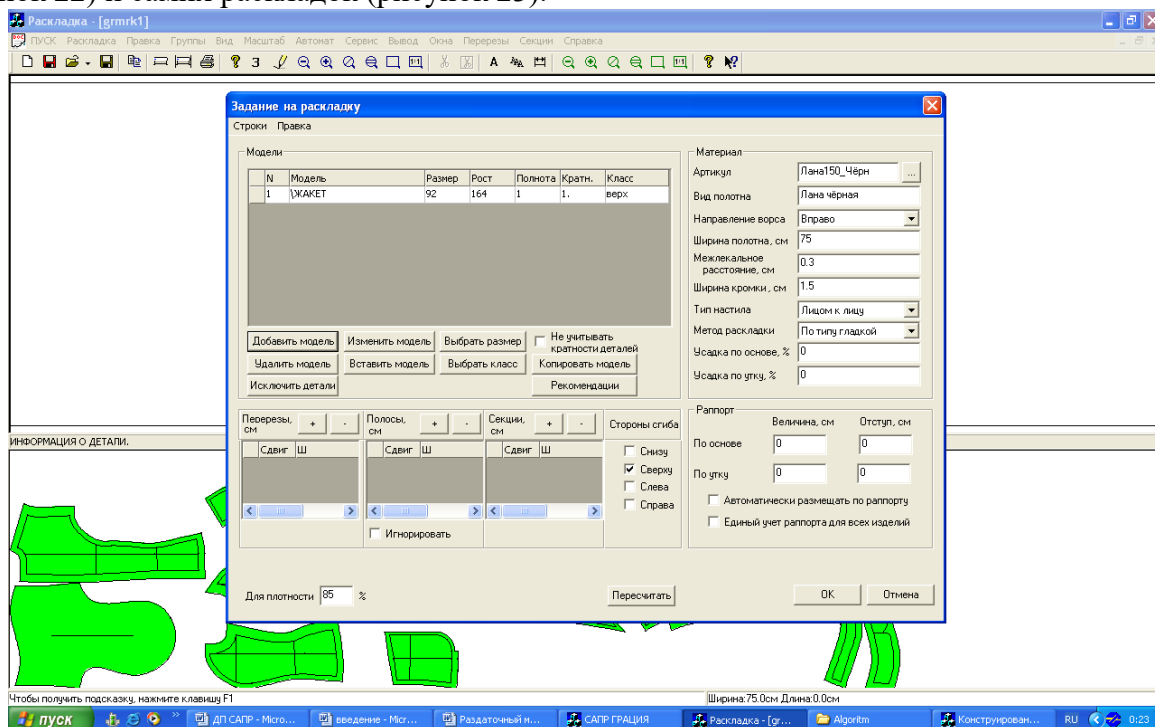 нок 22) и самих раскладок (рисунок 23).
Раскладка - [grmrk1]
ПУСК Раскладка Правка Группы Вид Масштаб Автонат Сервис Вывод Окна Перерезы Секции Справка
Задание на раскладку
Строки Правка
Модели
N Модель Размер Рост Полнота Кратн. Класс
1 \ЖАКЕТ 92 164 1 1. верх
Добавить модель Изменить модель Выбрать размер Не учитывать кратности деталей
Удалить модель Вставить модель Выбрать класс Копировать модель
Исключить детали Рекомендации
Материал
Артикул Лана150_Чёрн ...
Вид полотна Лана чёрная
Направление ворса Вправо
Ширина полотна, см 75
Межлекальное расстояние, см 0.3
Ширина кромки, см 1.5
Тип настила Лицом к лицу
Метод раскладки По типу гладкой
Усадка по основе, % 0
Усадка по утку, % 0
Перерезы, см + -
Полосы, см + -
Секции, см + -
Стороны сгиба
Сдвиг Ш Сдвиг Ш Сдвиг Ш
Снизу
Сверху
Слева
Справа
Игнорировать
Раппорт
Величина, см Отступ, см
По основе 0 0
По утку 0 0
Автоматически размещать по раппорту
Единый учет раппорта для всех изделий
Для плотности 85 %
Пересчитать OK Отмена
ИНФОРМАЦИЯ О ДЕТАЛИ.
Чтобы получить подсказку, нажмите клавишу F1
Ширина:75.0см Длина:0.0см
пуск ДП САПР - Micro... введение - Micr... Раздаточный м... САПР ГРАЦИЯ Раскладка - [gr... Algoritm Конструирован... RU 0:23